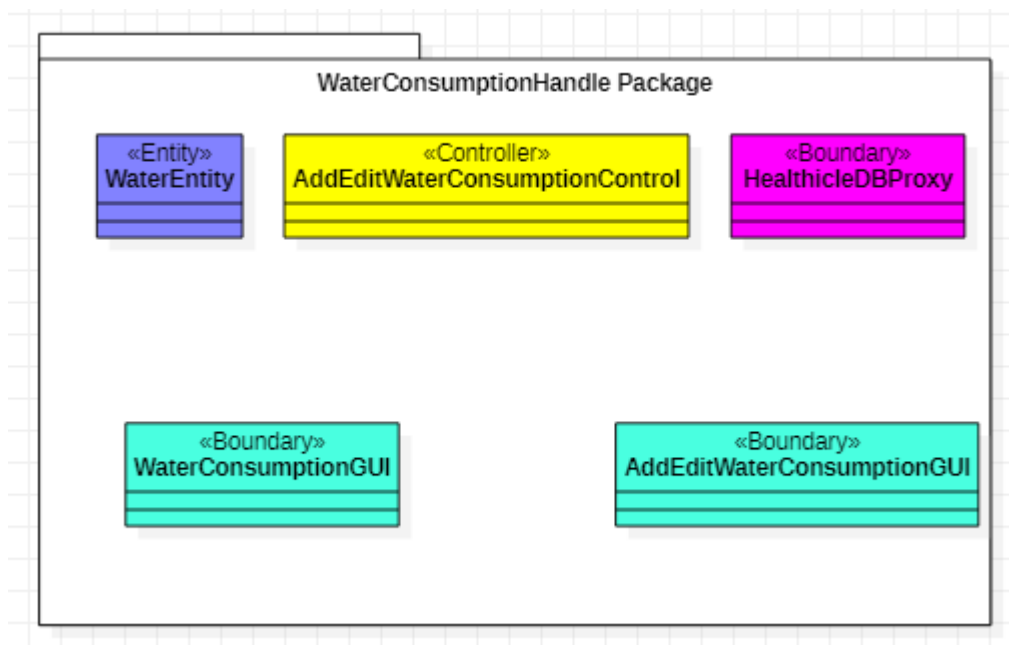 WaterConsumptionHandle Package
«Entity»
WaterEntity
«Controller»
AddEditWaterConsumptionControl
«Boundary»
HealthicleDBProxy
«Boundary»
WaterConsumptionGUI
«Boundary»
AddEditWaterConsumptionGUI